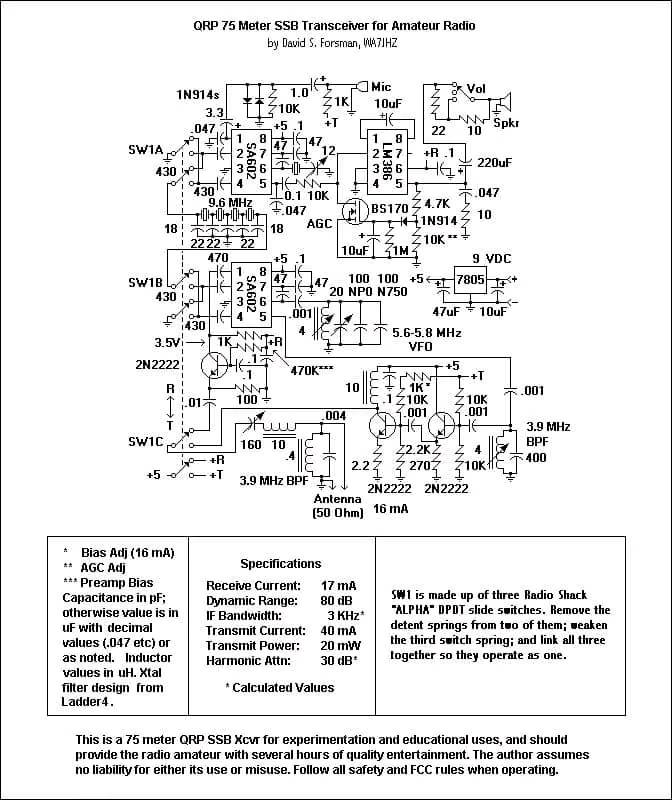 QRP 75 Meter SSB Transceiver for Amateur Radio
by David S. Forsman, WA7JHZ
1N914s
1.0
+
Mic
10K
1K
+T
10uF
Vol
22
10
Spkr
3.3
+
.047
SW1A
430
430
1
2
3
4
SA602
8
7
6
5
+5
.1
47
47
12
0.1
10K
.047
1
2
3
4
LM386
8
7
6
5
+R
.1
220uF
.047
10
9.6 MHz
18
22
22
22
18
AGC
BS170
4.7K
1N914
10uF
+
1M
10K **
470
SW1B
430
430
1
2
3
4
SA602
8
7
6
5
+5
.1
47
47
100
100
20
NPO
N750
.001
4
5.6-5.8 MHz
VFO
+5
7805
9 VDC
+
-
47uF
10uF
3.5V
1K
+R
2N2222
.1
.1
470K***
100
R
T
.01
SW1C
+5
+R
+T
160
10
.004
.4
3.9 MHz BPF
Antenna
(50 Ohm)
10
.1
1K*
10K
.001
+5
+T
10K
.001
.001
2.2
2.2K
270
10K
2N2222
2N2222
16 mA
3.9 MHz
BPF
4
400
* Bias Adj (16 mA)
** AGC Adj
*** Preamp Bias
Capacitance in pF;
otherwise value is in
uF with decimal
values (.047 etc) or
as noted. Inductor
values in uH. Xtal
filter design from
Ladder4.
Specifications
Receive Current: 17 mA
Dynamic Range: 80 dB
IF Bandwidth: 3 KHz*
Transmit Current: 40 mA
Transmit Power: 20 mW
Harmonic Attn: 30 dB*
* Calculated Values
SW1 is made up of three Radio Shack
"ALPHA" DPDT slide switches. Remove the
detent springs from two of them; weaken
the third switch spring; and link all three
together so they operate as one.
This is a 75 meter QRP SSB Xcvr for experimentation and educational uses, and should
provide the radio amateur with several hours of quality entertainment. The author assumes
no liability for either its use or misuse. Follow all safety and FCC rules when operating.